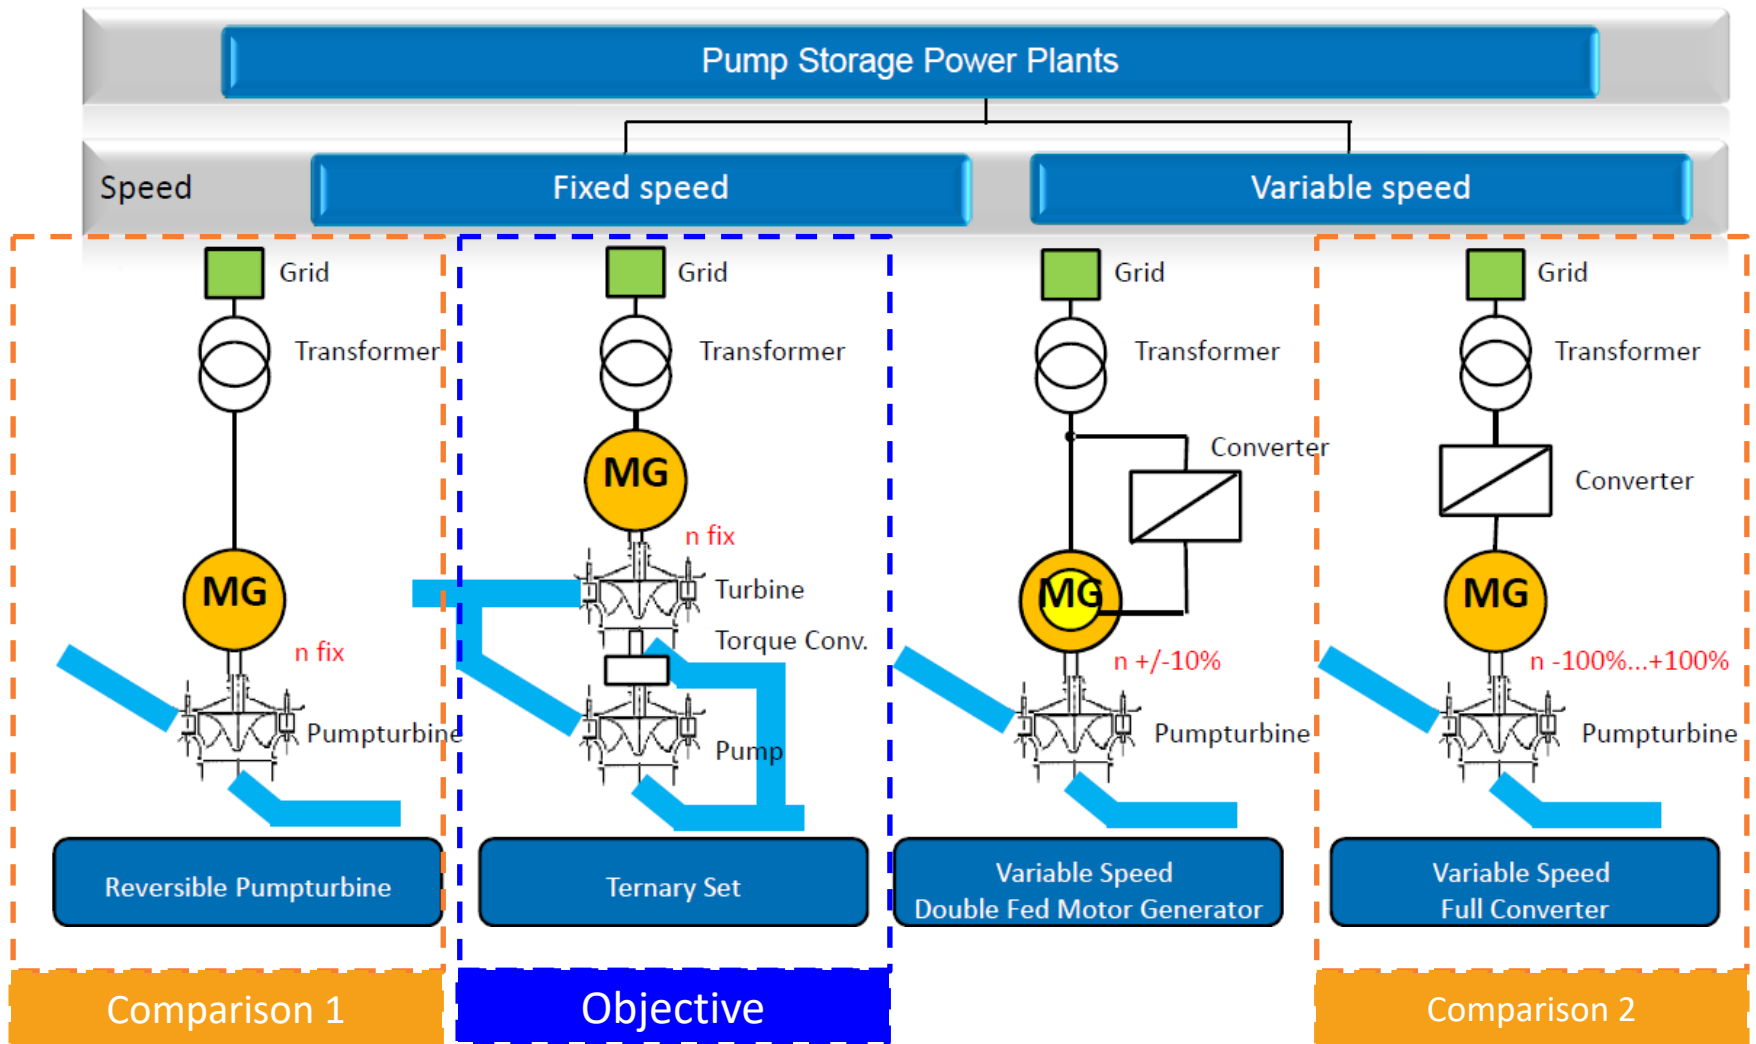 Pump Storage Power Plants
Speed
Fixed speed
Variable speed
Grid
Transformer
MG
n fix
Pumpturbine
Reversible Pumpturbine
Comparison 1
Grid
Transformer
MG
n fix
Turbine
Torque Conv.
Pump
Ternary Set
Objective
Grid
Transformer
Converter
MG
n +/-10%
Pumpturbine
Variable Speed
Double Fed Motor Generator
Grid
Transformer
Converter
MG
n -100%...+100%
Pumpturbine
Variable Speed
Full Converter
Comparison 2